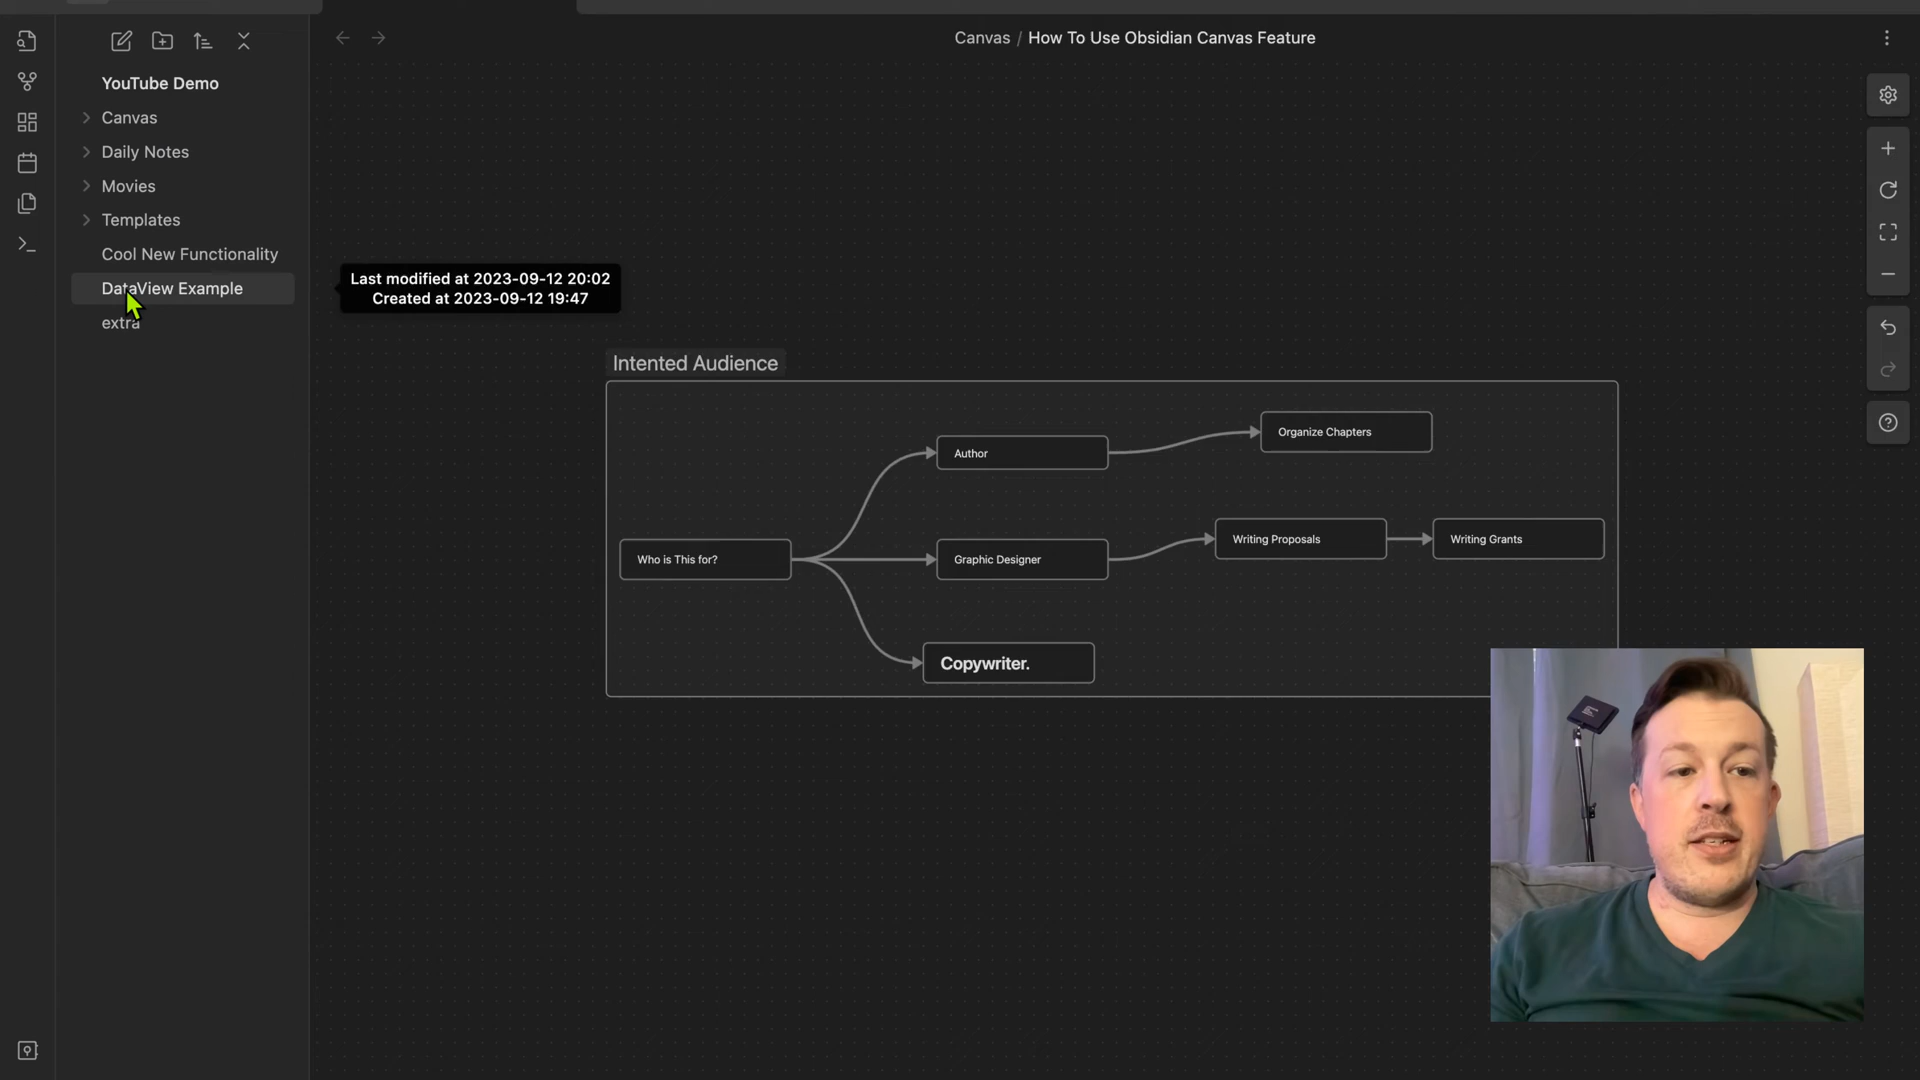 Canvas / How To Use Obsidian Canvas Feature
YouTube Demo
Canvas
Daily Notes
Movies
Templates
Cool New Functionality
DataView Example
extra
Last modified at 2023-09-12 20:02
Created at 2023-09-12 19:47
Intented Audience
Who is This for?
Author
Organize Chapters
Graphic Designer
Writing Proposals
Writing Grants
Copywriter.